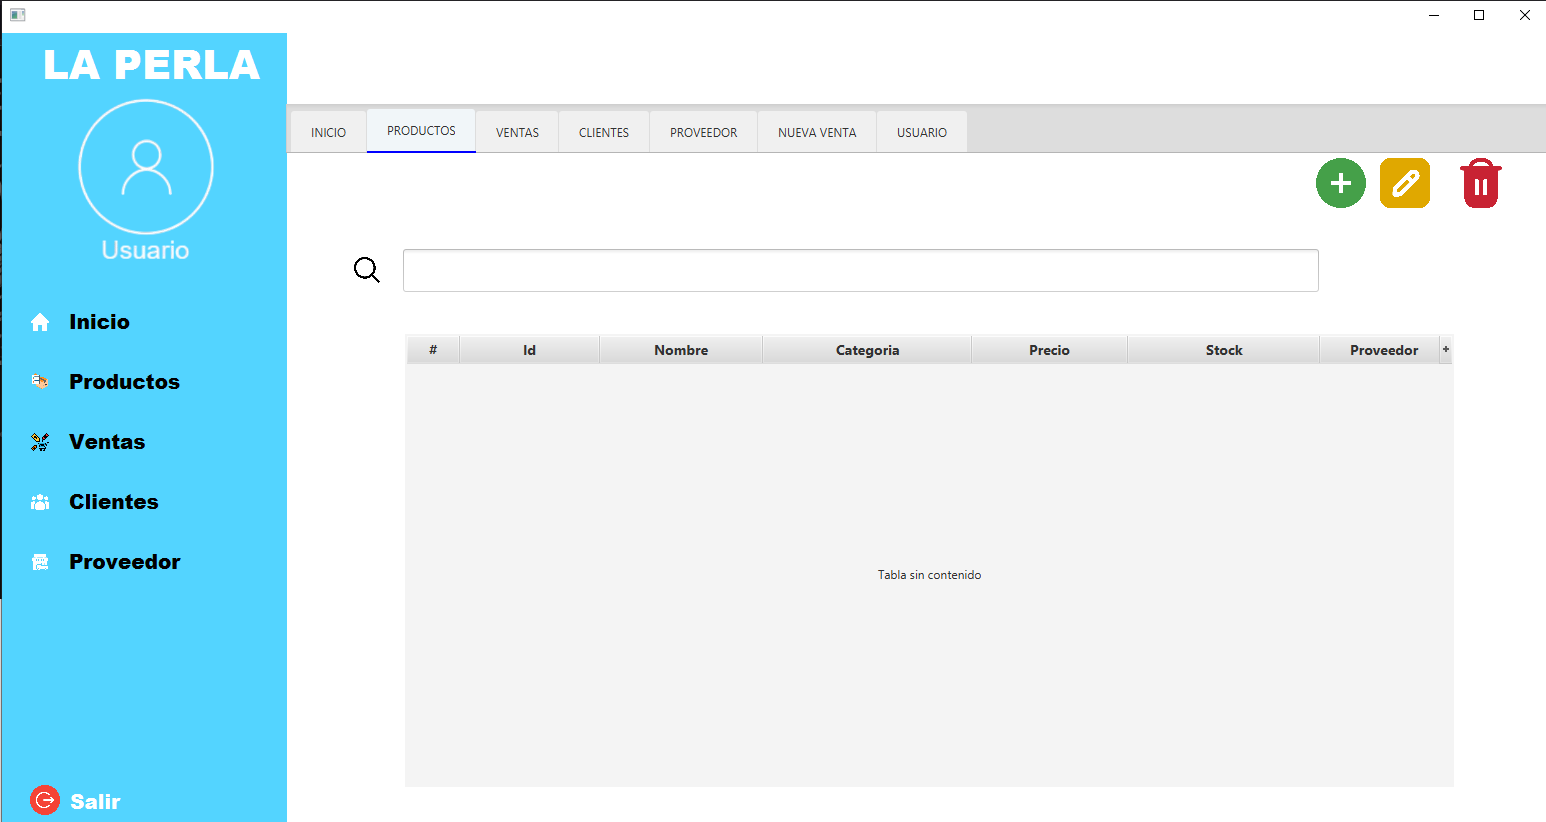 LA PERLA
Usuario
Inicio
Productos
Ventas
Clientes
Proveedor
Salir
INICIO PRODUCTOS VENTAS CLIENTES PROVEEDOR NUEVA VENTA USUARIO
# Id Nombre Categoria Precio Stock Proveedor +
Tabla sin contenido